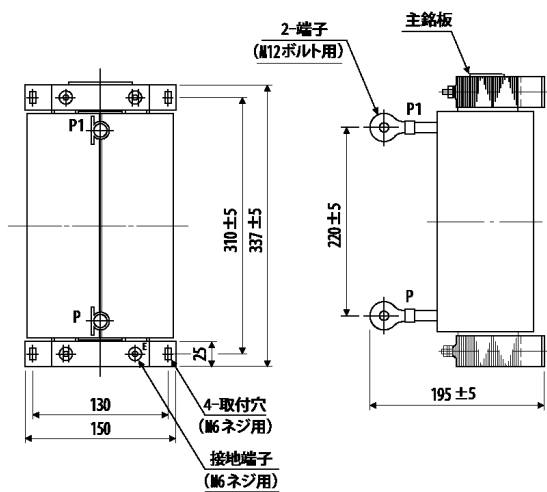 2-端子
(M12ボルト用)
主銘板
P1
P1
310±5
337±5
220±5
P
P
E
25
130
150
4-取付穴
(M6ネジ用)
接地端子
(M6ネジ用)
195±5